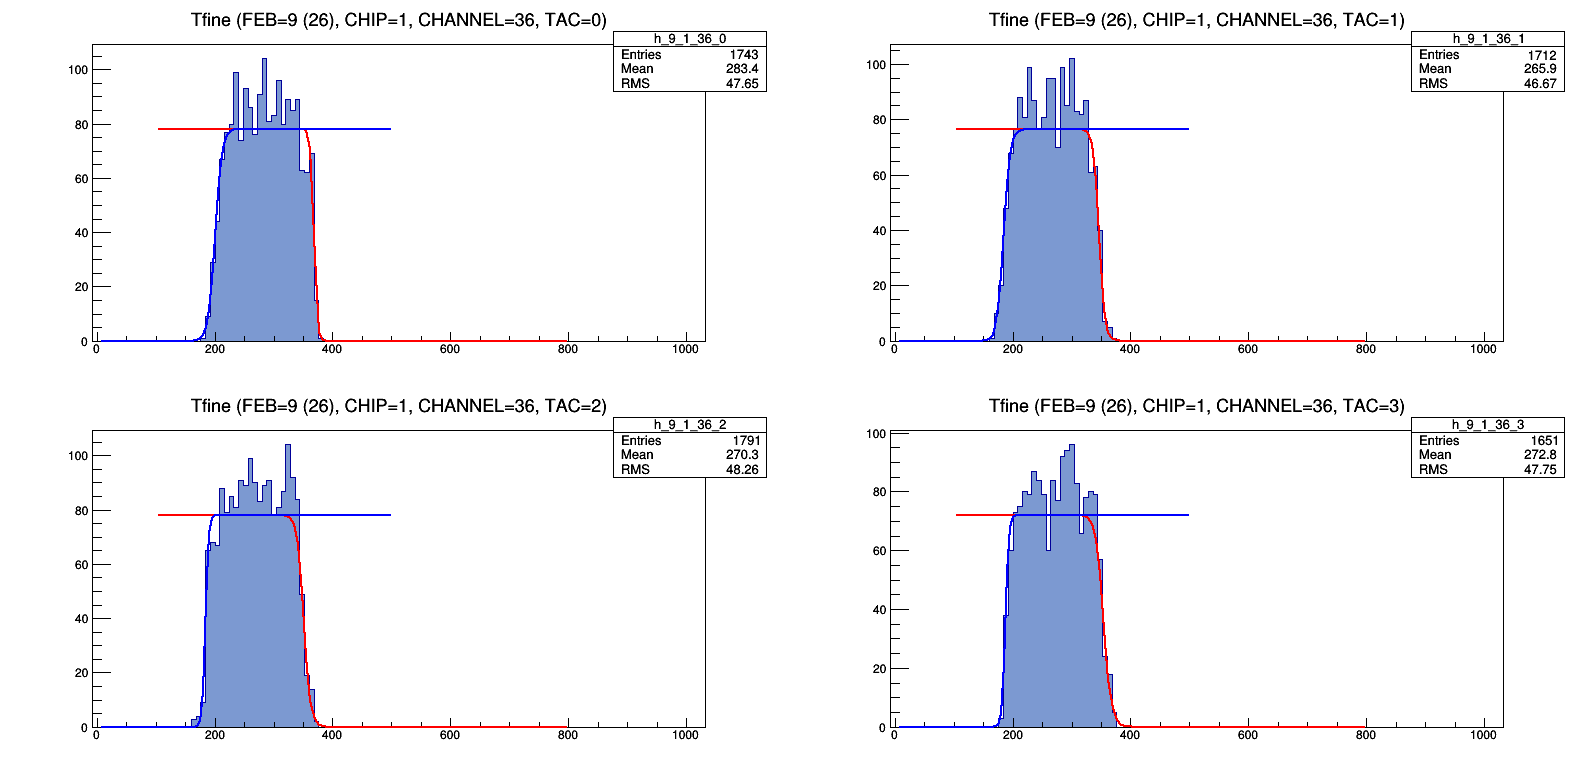 Tfine (FEB=9 (26), CHIP=1, CHANNEL=36, TAC=0)
h_9_1_36_0
Entries 1743
Mean 283.4
RMS 47.65
100
80
60
40
20
0
0 200 400 600 800 1000
Tfine (FEB=9 (26), CHIP=1, CHANNEL=36, TAC=1)
h_9_1_36_1
Entries 1712
Mean 265.9
RMS 46.67
100
80
60
40
20
0
0 200 400 600 800 1000
Tfine (FEB=9 (26), CHIP=1, CHANNEL=36, TAC=2)
h_9_1_36_2
Entries 1791
Mean 270.3
RMS 48.26
100
80
60
40
20
0
0 200 400 600 800 1000
Tfine (FEB=9 (26), CHIP=1, CHANNEL=36, TAC=3)
h_9_1_36_3
Entries 1651
Mean 272.8
RMS 47.75
100
80
60
40
20
0
0 200 400 600 800 1000